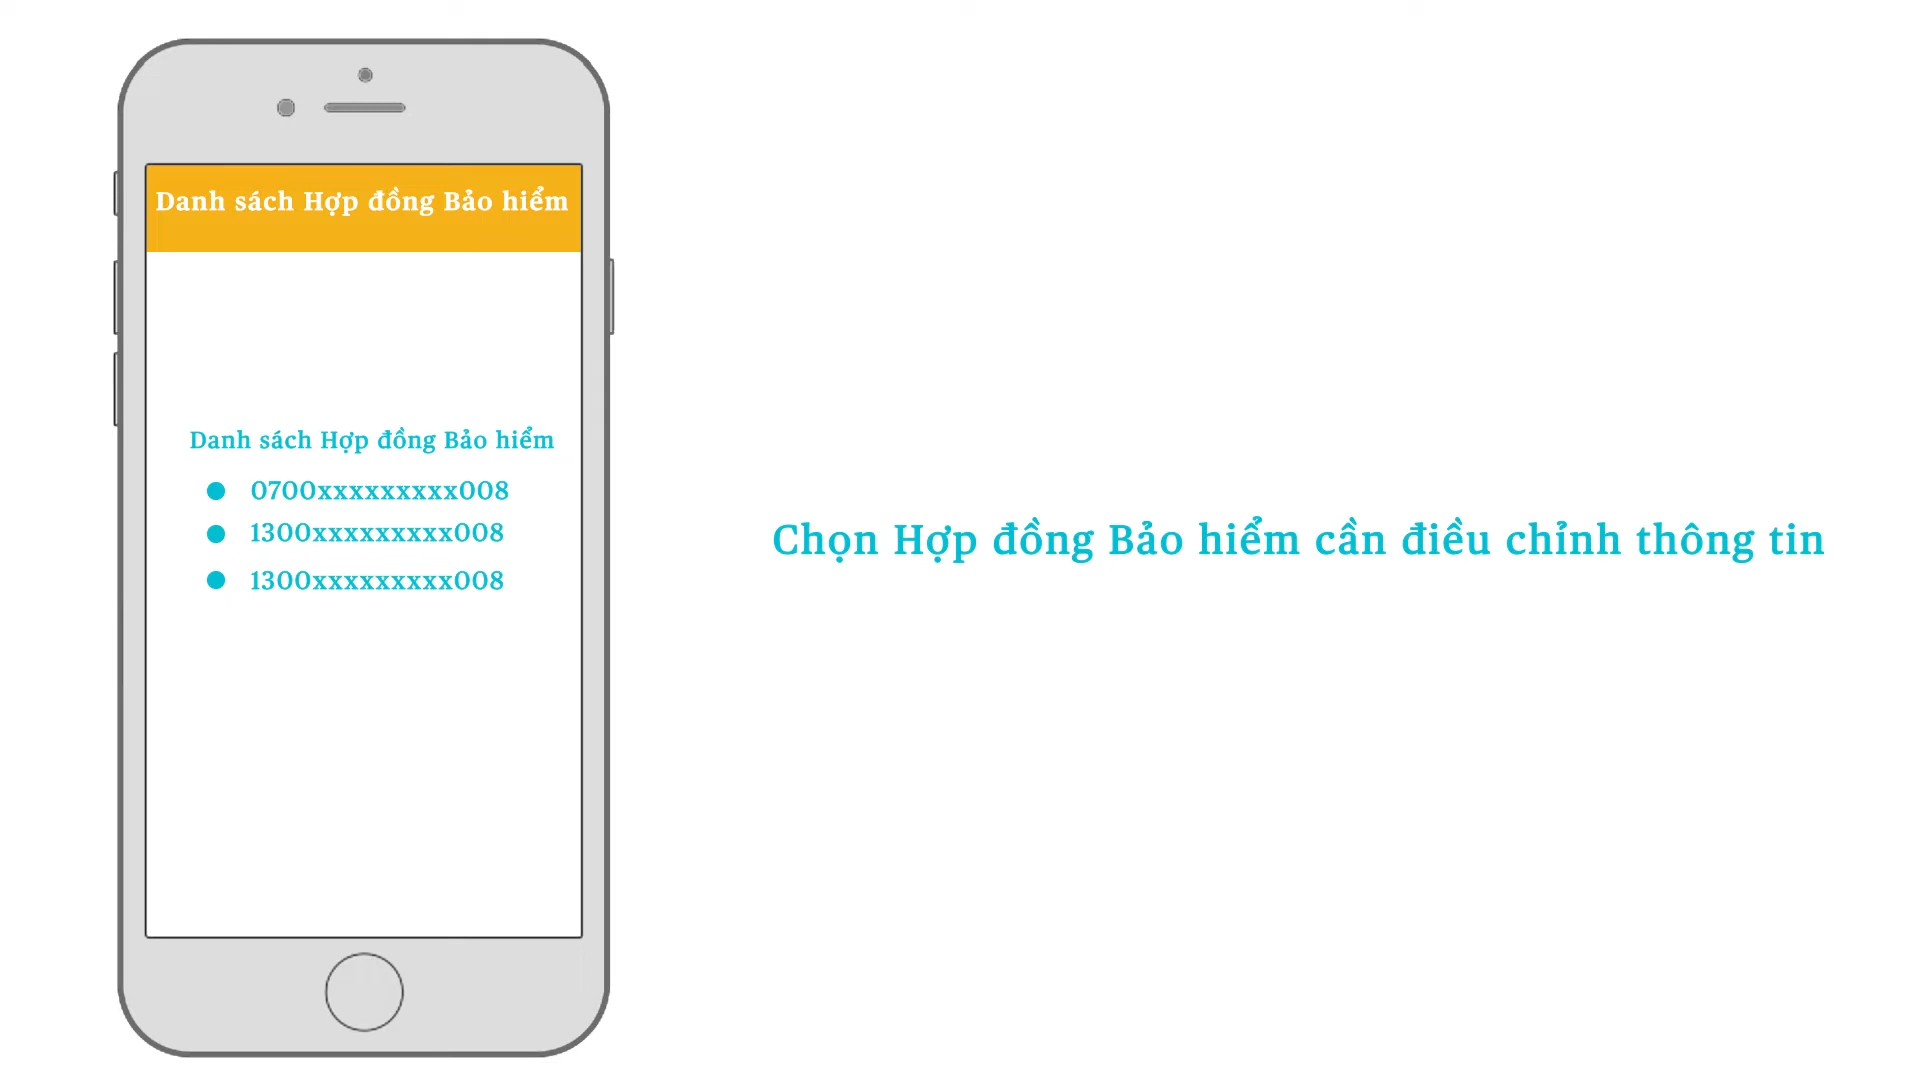 Danh sách Hợp đồng Bảo hiểm
Danh sách Hợp đồng Bảo hiểm
0700xxxxxxxxx008
1300xxxxxxxxx008
1300xxxxxxxxx008
Chọn Hợp đồng Bảo hiểm cần điều chỉnh thông tin